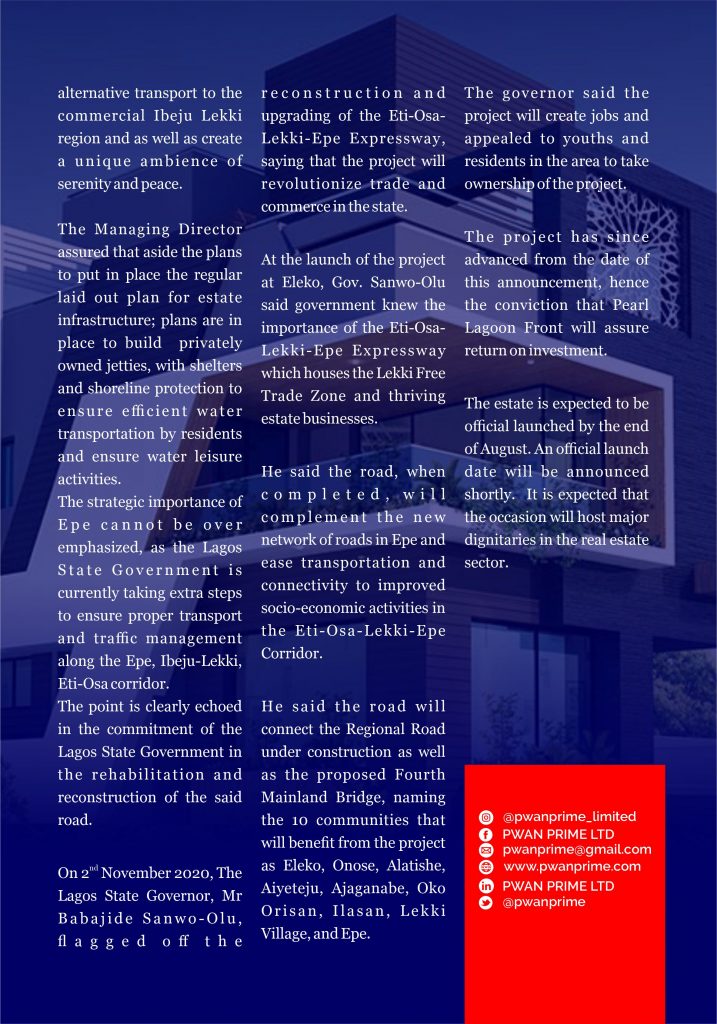 alternative transport to the
commercial Ibeju Lekki
region and as well as create
a unique ambience of
serenity and peace.
The Managing Director
assured that aside the plans
to put in place the regular
laid out plan for estate
infrastructure; plans are in
place to build privately
owned jetties, with shelters
and shoreline protection to
ensure efficient water
transportation by residents
and ensure water leisure
activities.
The strategic importance of
Epe cannot be over
emphasized, as the Lagos
State Government is
currently taking extra steps
to ensure proper transport
and traffic management
along the Epe, Ibeju-Lekki,
Eti-Osa corridor.
The point is clearly echoed
in the commitment of the
Lagos State Government in
the rehabilitation and
reconstruction of the said
road.
On 2nd November 2020, The
Lagos State Governor, Mr
Babajide Sanwo-Olu,
flagged off the
reconstruction and
upgrading of the Eti-Osa-
Lekki-Epe Expressway,
saying that the project will
revolutionize trade and
commerce in the state.
At the launch of the project
at Eleko, Gov. Sanwo-Olu
said government knew the
importance of the Eti-Osa-
Lekki-Epe Expressway
which houses the Lekki Free
Trade Zone and thriving
estate businesses.
He said the road, when
completed, will
complement the new
network of roads in Epe and
ease transportation and
connectivity to improved
socio-economic activities in
the Eti-Osa-Lekki-Epe
Corridor.
He said the road will
connect the Regional Road
under construction as well
as the proposed Fourth
Mainland Bridge, naming
the 10 communities that
will benefit from the project
as Eleko, Onose, Alatishe,
Aiyeteju, Ajaganabe, Oko
Orisan, Ilasan, Lekki
Village, and Epe.
The governor said the
project will create jobs and
appealed to youths and
residents in the area to take
ownership of the project.
The project has since
advanced from the date of
this announcement, hence
the conviction that Pearl
Lagoon Front will assure
return on investment.
The estate is expected to be
official launched by the end
of August. An official launch
date will be announced
shortly. It is expected that
the occasion will host major
dignitaries in the real estate
sector.
@pwanprime_limited
PWAN PRIME LTD
pwanprime@gmail.com
www.pwanprime.com
PWAN PRIME LTD
@pwanprime